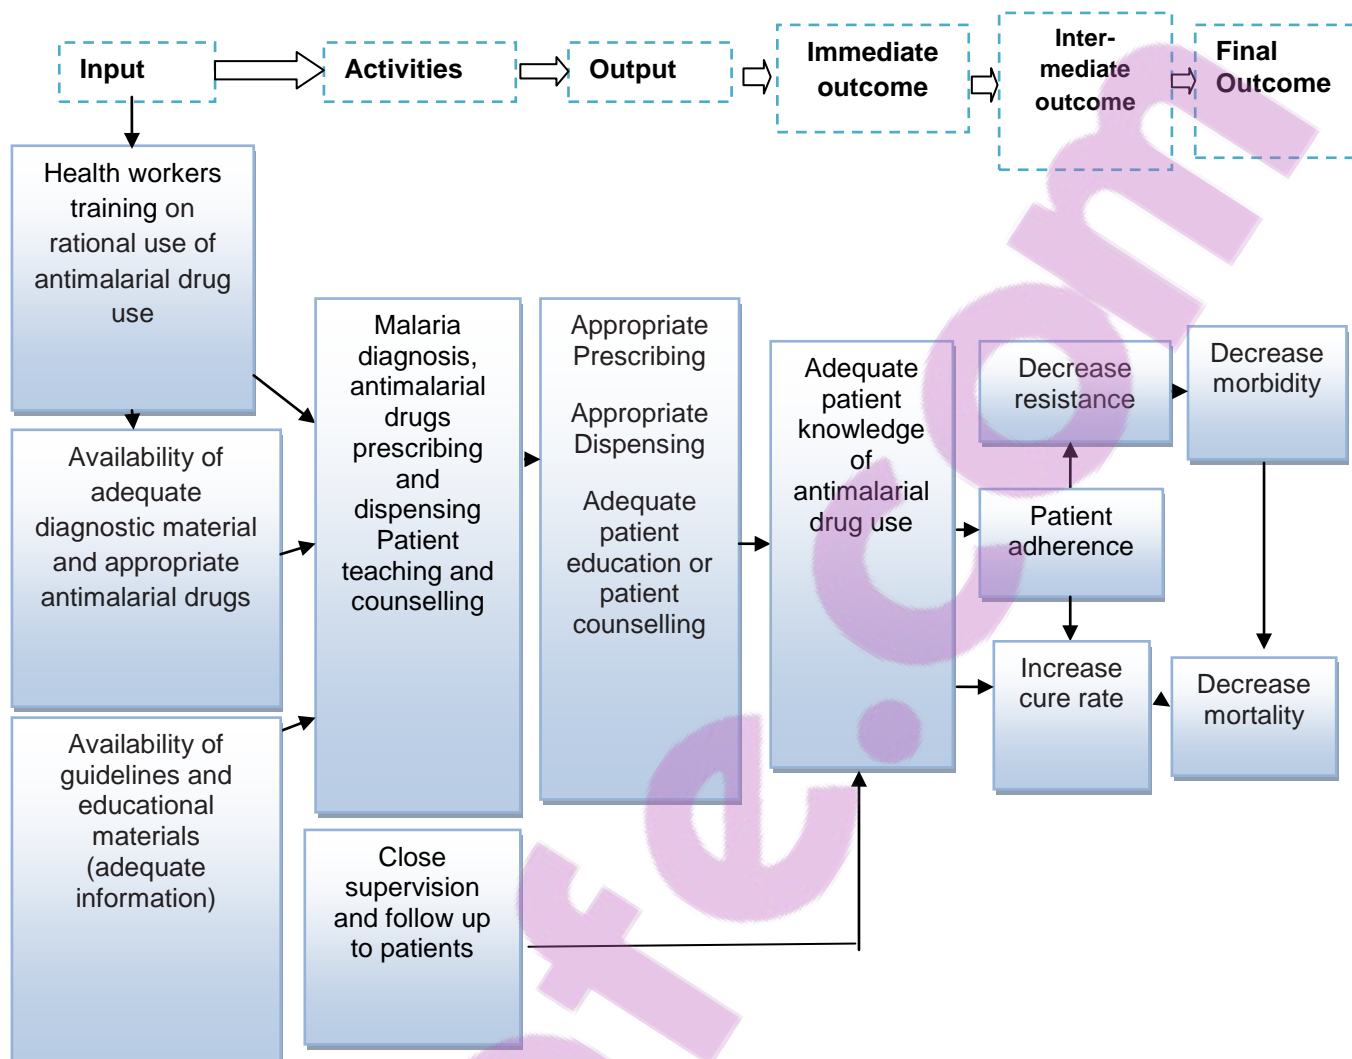 Input
Activities
Output
Immediate
outcome
Inter-
mediate
outcome
Final
Outcome
Health workers
training on
rational use of
antimalarial drug
use
Availability of
adequate
diagnostic material
and appropriate
antimalarial drugs
Availability of
guidelines and
educational
materials
(adequate
information)
Malaria
diagnosis,
antimalarial
drugs
prescribing
and
dispensing
Patient
teaching and
counselling
Close
supervision
and follow up
to patients
Appropriate
Prescribing
Appropriate
Dispensing
Adequate
patient
education or
patient
counselling
Adequate
patient
knowledge
of
antimalarial
drug use
Decrease
resistance
Patient
adherence
Increase
cure rate
Decrease
morbidity
Decrease
mortality
fe.com